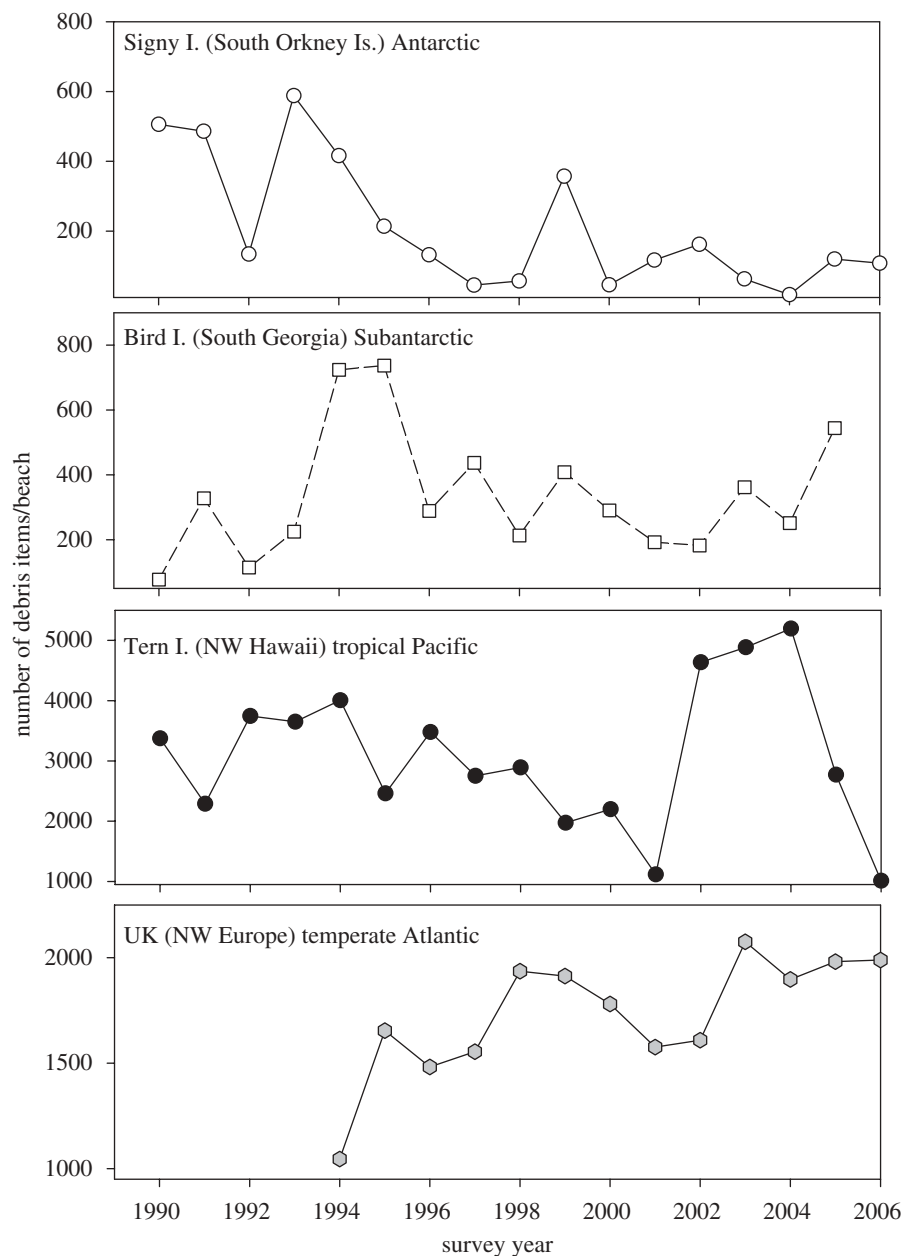 800
Signy I. (South Orkney Is.) Antarctic
600
400
200
Bird I. (South Georgia) Subantarctic
800
600
400
200
number of debris items/beach
Tern I. (NW Hawaii) tropical Pacific
5000
4000
3000
2000
1000
UK (NW Europe) temperate Atlantic
2000
1500
1000
1990 1992 1994 1996 1998 2000 2002 2004 2006
survey year